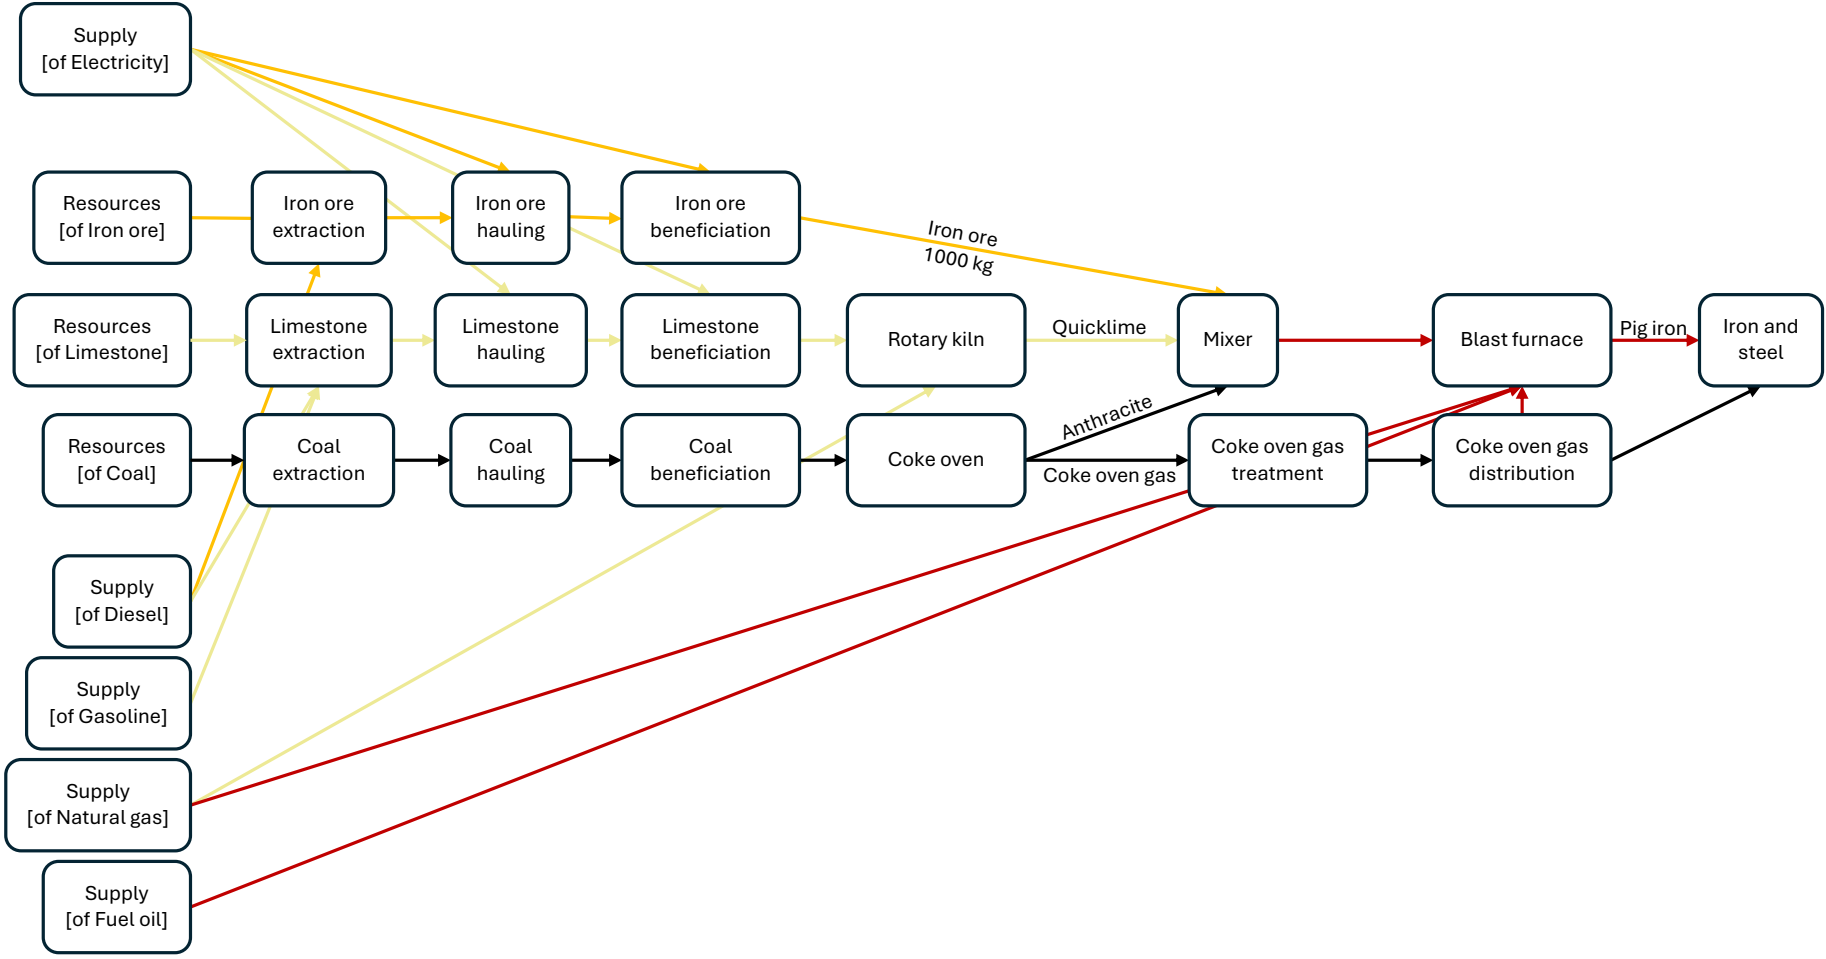 Supply
[of Electricity]
Resources
[of Iron ore]
Iron ore
extraction
Iron ore
hauling
Iron ore
beneficiation
Iron ore
1000 kg
Resources
[of Limestone]
Limestone
extraction
Limestone
hauling
Limestone
beneficiation
Rotary kiln
Quicklime
Mixer
Blast furnace
Pig iron
Iron and
steel
Resources
[of Coal]
Coal
extraction
Coal
hauling
Coal
beneficiation
Coke oven
Anthracite
Coke oven gas
Coke oven gas
treatment
Coke oven gas
distribution
Supply
[of Diesel]
Supply
[of Gasoline]
Supply
[of Natural gas]
Supply
[of Fuel oil]